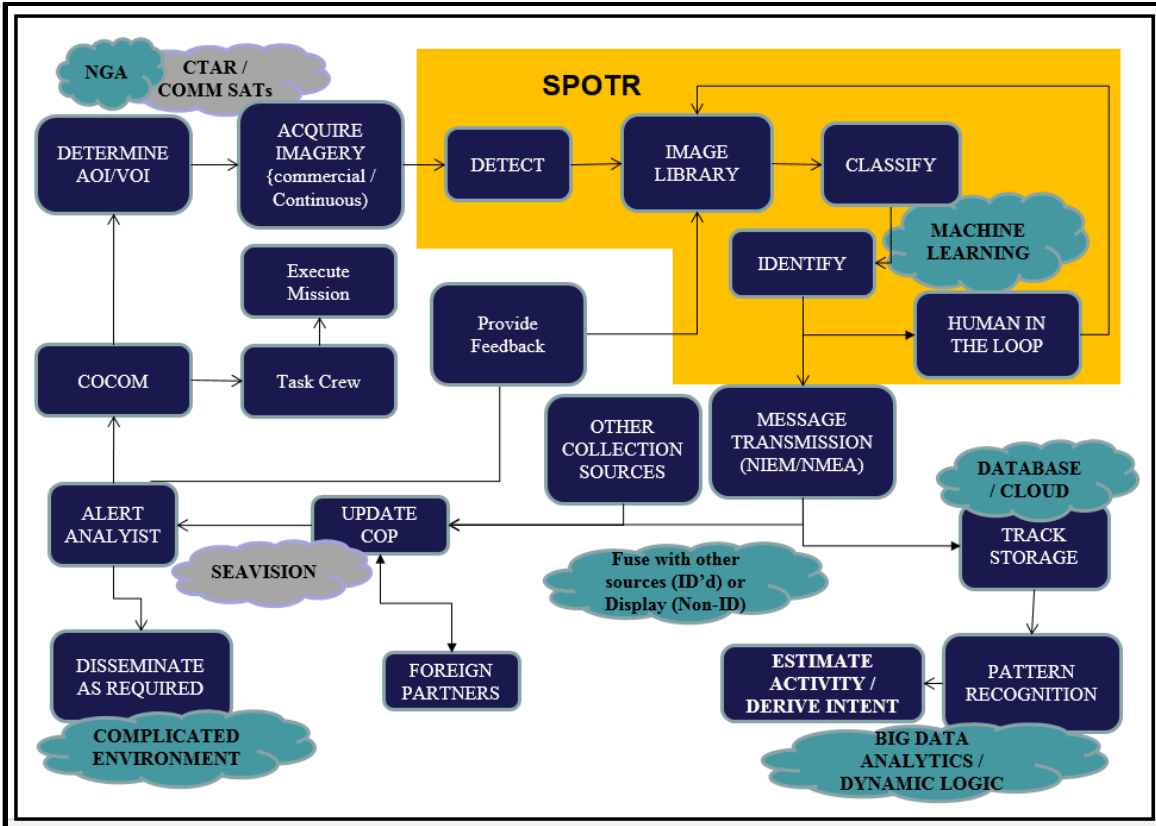 NGA
CTAR /
COMM SATs
SPOTR
DETERMINE
AOI/VOI
ACQUIRE
IMAGERY
{commercial /
Continuous)
DETECT
IMAGE
LIBRARY
CLASSIFY
MACHINE
LEARNING
IDENTIFY
Execute
Mission
Provide
Feedback
HUMAN IN
THE LOOP
COCOM
Task Crew
OTHER
COLLECTION
SOURCES
MESSAGE
TRANSMISSION
(NIEM/NMEA)
DATABASE
/ CLOUD
ALERT
ANALYIST
UPDATE
COP
TRACK
STORAGE
SEAVISION
Fuse with other
sources (ID’d) or
Display (Non-ID)
DISSEMINATE
AS REQUIRED
FOREIGN
PARTNERS
ESTIMATE
ACTIVITY /
DERIVE INTENT
PATTERN
RECOGNITION
COMPLICATED
ENVIRONMENT
BIG DATA
ANALYTICS /
DYNAMIC LOGIC